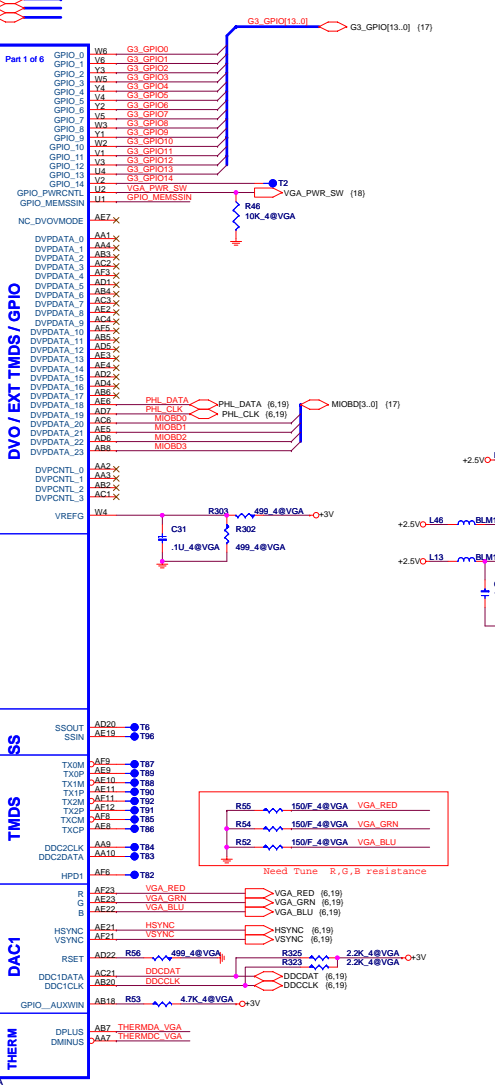 G3_GPIO[13..0]
G3_GPIO[13..0] {17}
Part 1 of 6
GPIO_0 W6 G3_GPIO0
GPIO_1 V6 G3_GPIO1
GPIO_2 Y3 G3_GPIO2
GPIO_3 W5 G3_GPIO3
GPIO_4 Y4 G3_GPIO4
GPIO_5 V4 G3_GPIO5
GPIO_6 Y2 G3_GPIO6
GPIO_7 V5 G3_GPIO7
GPIO_8 W3 G3_GPIO8
GPIO_9 Y1 G3_GPIO9
GPIO_10 W2 G3_GPIO10
GPIO_11 V1 G3_GPIO11
GPIO_12 V3 G3_GPIO12
GPIO_13 U4 G3_GPIO13
GPIO_14 V2 G3_GPIO14 T2
GPIO_PWRCNTL U2 VGA_PWR_SW VGA_PWR_SW {18}
GPIO_MEMSSIN U1 GPIO_MEMSSIN
R46
10K_4@VGA
NC_DVOVMODE AE7
DVPDATA_0 AA1
DVPDATA_1 AA4
DVPDATA_2 AB3
DVPDATA_3 AC2
DVPDATA_4 AF3
DVPDATA_5 AD1
DVPDATA_6 AB4
DVPDATA_7 AC3
DVPDATA_8 AE2
DVPDATA_9 AC4
DVPDATA_10 AF5
DVPDATA_11 AB5
DVPDATA_12 AD5
DVPDATA_13 AE3
DVPDATA_14 AE4
DVPDATA_15 AD2
DVPDATA_16 AD4
DVPDATA_17 AB6
DVPDATA_18 AE6 PHL_DATA PHL_DATA {6,19} MIOBD[3..0] {17}
DVPDATA_19 AD7 PHL_CLK PHL_CLK {6,19}
DVPDATA_20 AC6 MIOBD0
DVPDATA_21 AE5 MIOBD1
DVPDATA_22 AD6 MIOBD2
DVPDATA_23 AB8 MIOBD3
DVO / EXT TMDS / GPIO
DVPCNTL_0 AA2
DVPCNTL_1 AA3
DVPCNTL_2 AB2
DVPCNTL_3 AC1
+2.5V
VREFG W4 R303 499_4@VGA +3V
C31 R302
.1U_4@VGA 499_4@VGA
+2.5V L46 BLM1
+2.5V L13 BLM1
SS
SSOUT AD20 T6
SSIN AE19 T96
TMDS
TX0M AF9 T87
TX0P AE9 T89
TX1M AE10 T88
TX1P AE11 T90
TX2M AF11 T92
TX2P AF12 T91
TXCM AF8 T85
TXCP AE8 T86
DDC2CLK AA9 T84
DDC2DATA AA10 T83
HPD1 AF6 T82
R55 150/F_4@VGA VGA_RED
R54 150/F_4@VGA VGA_GRN
R52 150/F_4@VGA VGA_BLU
Need Tune R,G,B resistance
DAC1
R AF23 VGA_RED VGA_RED {6,19}
G AE23 VGA_GRN VGA_GRN {6,19}
B AE22 VGA_BLU VGA_BLU {6,19}
HSYNC AE21 HSYNC HSYNC {6,19}
VSYNC AF21 VSYNC VSYNC {6,19}
RSET AD22 R56 499_4@VGA
R325 2.2K_4@VGA +3V
R323 2.2K_4@VGA
DDC1DATA AC21 DDCDAT DDCDAT {6,19}
DDC1CLK AB20 DDCCLK DDCCLK {6,19}
GPIO__AUXWIN AB18 R53 4.7K_4@VGA +3V
THERM
DPLUS AB7 THERMDA_VGA
DMINUS AA7 THERMDC_VGA